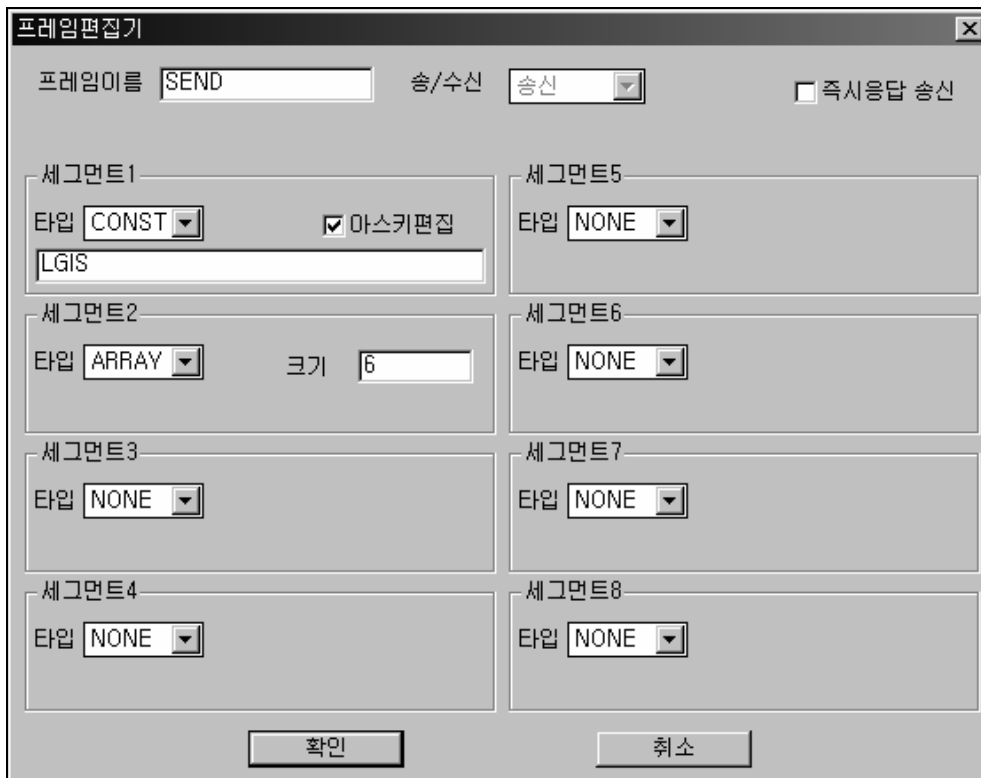 프레임편집기
프레임이름 SEND 송/수신 송신 즉시응답 송신
세그먼트1
타입 CONST 아스키편집
LGIS
세그먼트5
타입 NONE
세그먼트2
타입 ARRAY 크기 6
세그먼트6
타입 NONE
세그먼트3
타입 NONE
세그먼트7
타입 NONE
세그먼트4
타입 NONE
세그먼트8
타입 NONE
확인 취소